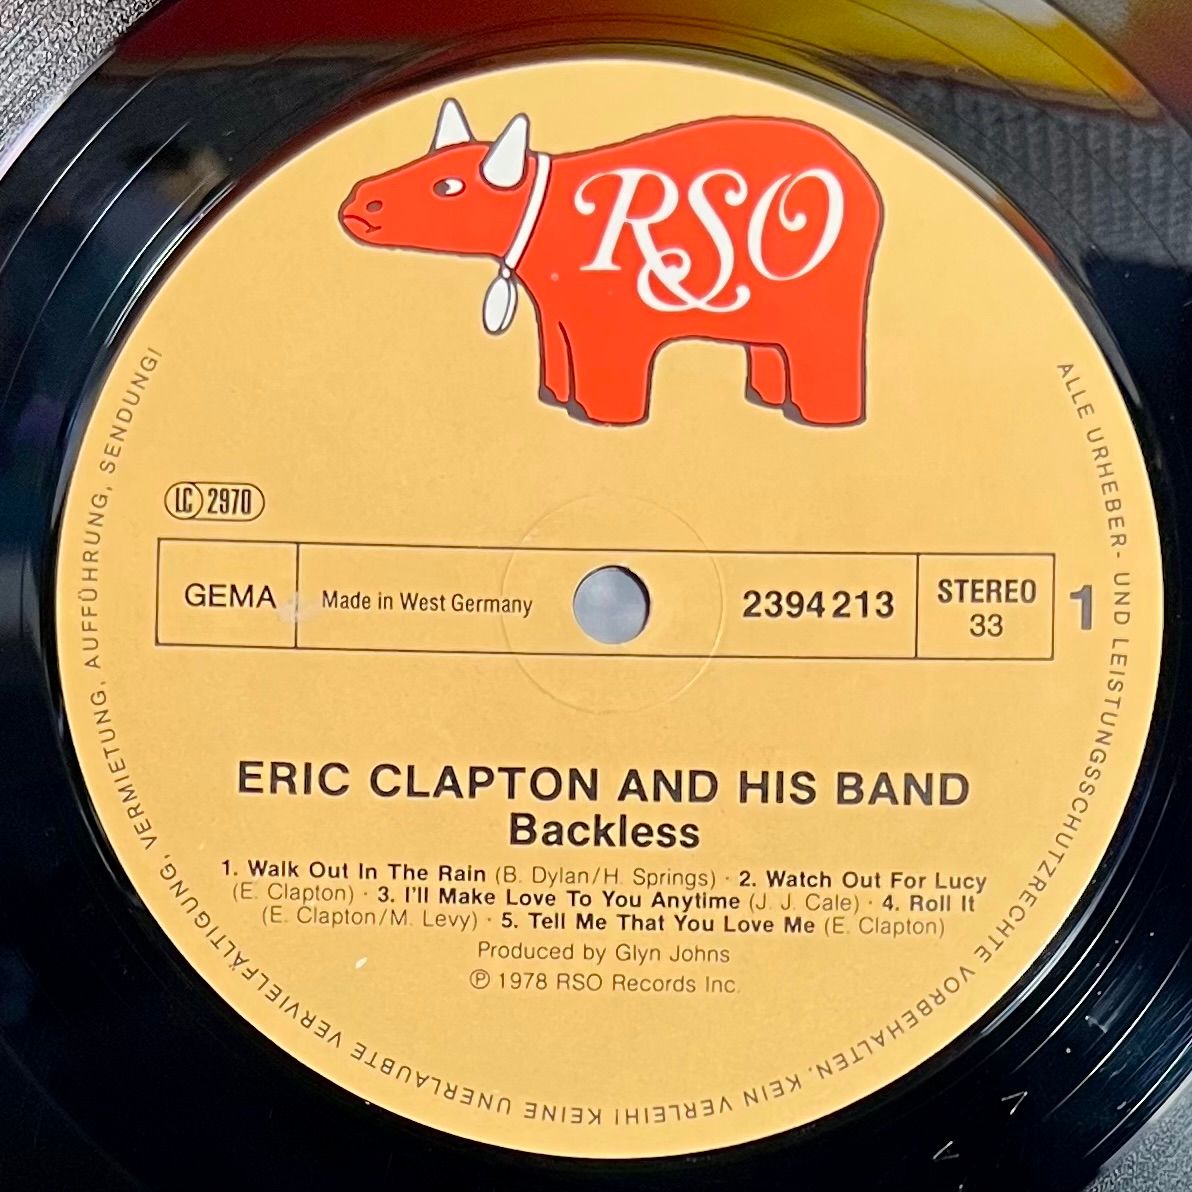 RSO
LC 2970
GEMA
Made in West Germany
2394 213
STEREO
33
1
ERIC CLAPTON AND HIS BAND
Backless
1. Walk Out In The Rain (B. Dylan/H. Springs) · 2. Watch Out For Lucy
(E. Clapton) · 3. I'll Make Love To You Anytime (J. J. Cale) · 4. Roll It
(E. Clapton/M. Levy) · 5. Tell Me That You Love Me (E. Clapton)
Produced by Glyn Johns
℗ 1978 RSO Records Inc.
ALLE URHEBER- UND LEISTUNGSSCHUTZRECHTE VORBEHALTEN. KEIN VERLEIH! KEINE UNERLAUBTE VERVIELFÄLTIGUNG, VERMIETUNG, AUFFÜHRUNG, SENDUNG!